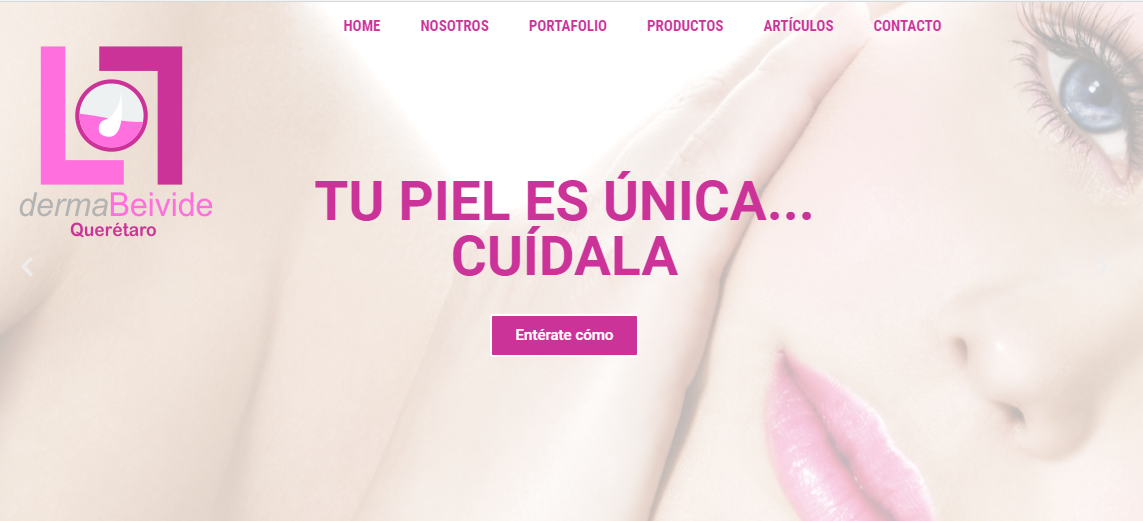 HOME NOSOTROS PORTAFOLIO PRODUCTOS ARTÍCULOS CONTACTO
dermaBeivide
Querétaro
TU PIEL ES ÚNICA...
CUÍDALA
Entérate cómo